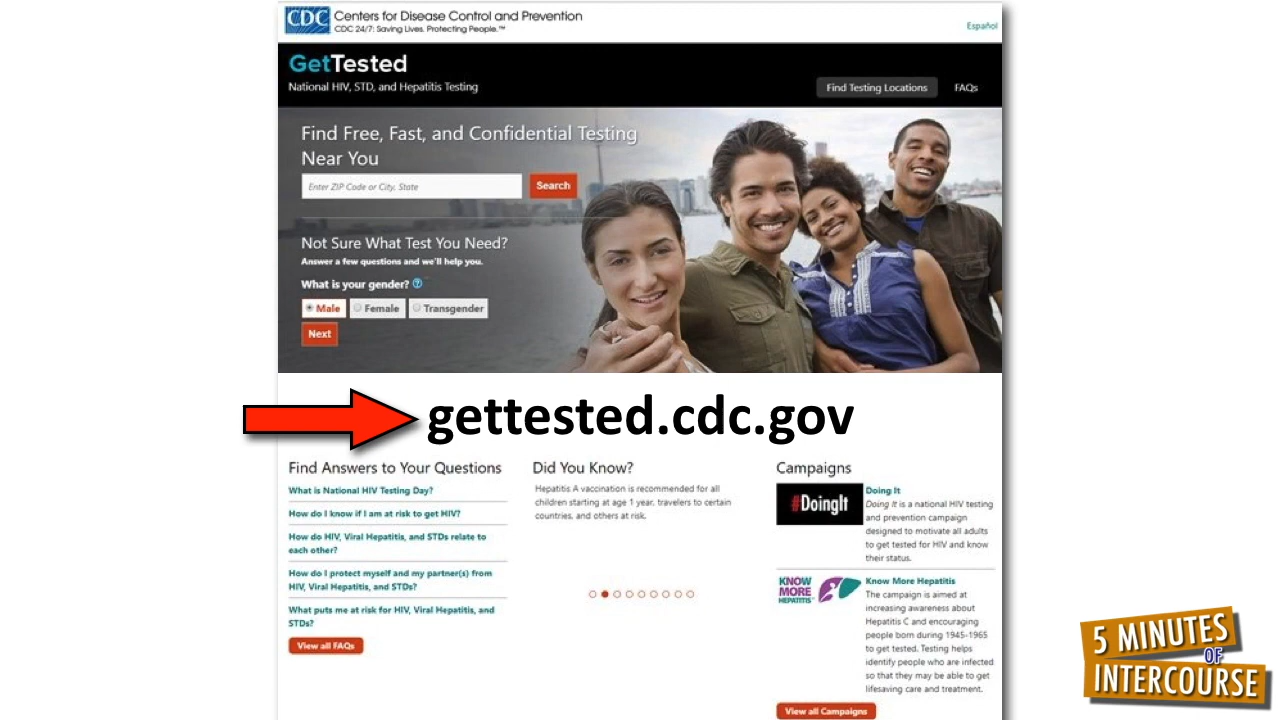 CDC Centers for Disease Control and Prevention
CDC 24/7: Saving Lives. Protecting People.™
Español
GetTested
National HIV, STD, and Hepatitis Testing
Find Testing Locations
FAQs
Find Free, Fast, and Confidential Testing
Near You
Enter ZIP Code or City, State
Search
Not Sure What Test You Need?
Answer a few questions and we'll help you.
What is your gender? ?
Male Female Transgender
Next
gettested.cdc.gov
Find Answers to Your Questions
What is National HIV Testing Day?
How do I know if I am at risk to get HIV?
How do HIV, Viral Hepatitis, and STDs relate to
each other?
How do I protect myself and my partner(s) from
HIV, Viral Hepatitis, and STDs?
What puts me at risk for HIV, Viral Hepatitis, and
STDs?
View all FAQs
Did You Know?
Hepatitis A vaccination is recommended for all
children starting at age 1 year, travelers to certain
countries, and others at risk.
Campaigns
#DoingIt
Doing It
Doing It is a national HIV testing
and prevention campaign
designed to motivate all adults
to get tested for HIV and know
their status.
KNOW
MORE
HEPATITIS
Know More Hepatitis
The campaign is aimed at
increasing awareness about
Hepatitis C and encouraging
people born during 1945-1965
to get tested. Testing helps
identify people who are infected
so that they may be able to get
lifesaving care and treatment.
View all Campaigns
5 MINUTES
OF
INTERCOURSE